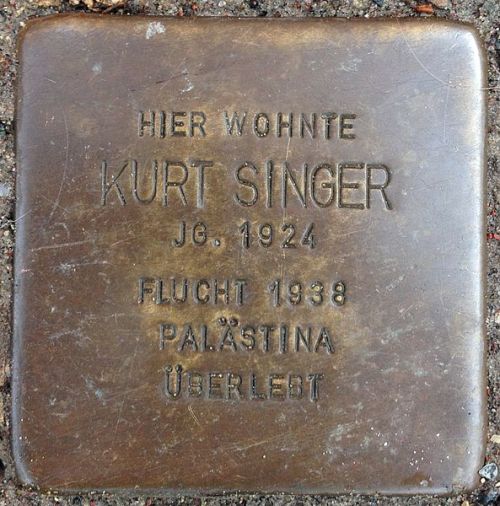 HIER WOHNTE
KURT SINGER
JG. 1924
FLUCHT 1938
PALÄSTINA
ÜBERLEBT